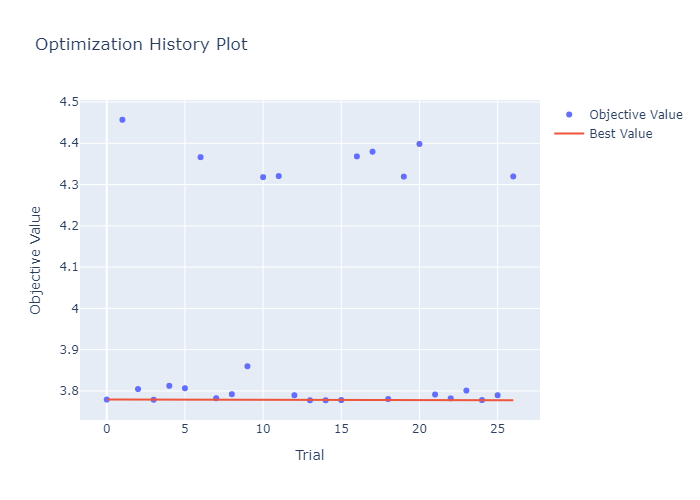 Optimization History Plot
4.5
4.4
4.3
4.2
4.1
4
3.9
3.8
Objective Value
0
5
10
15
20
25
Trial
Objective Value
Best Value